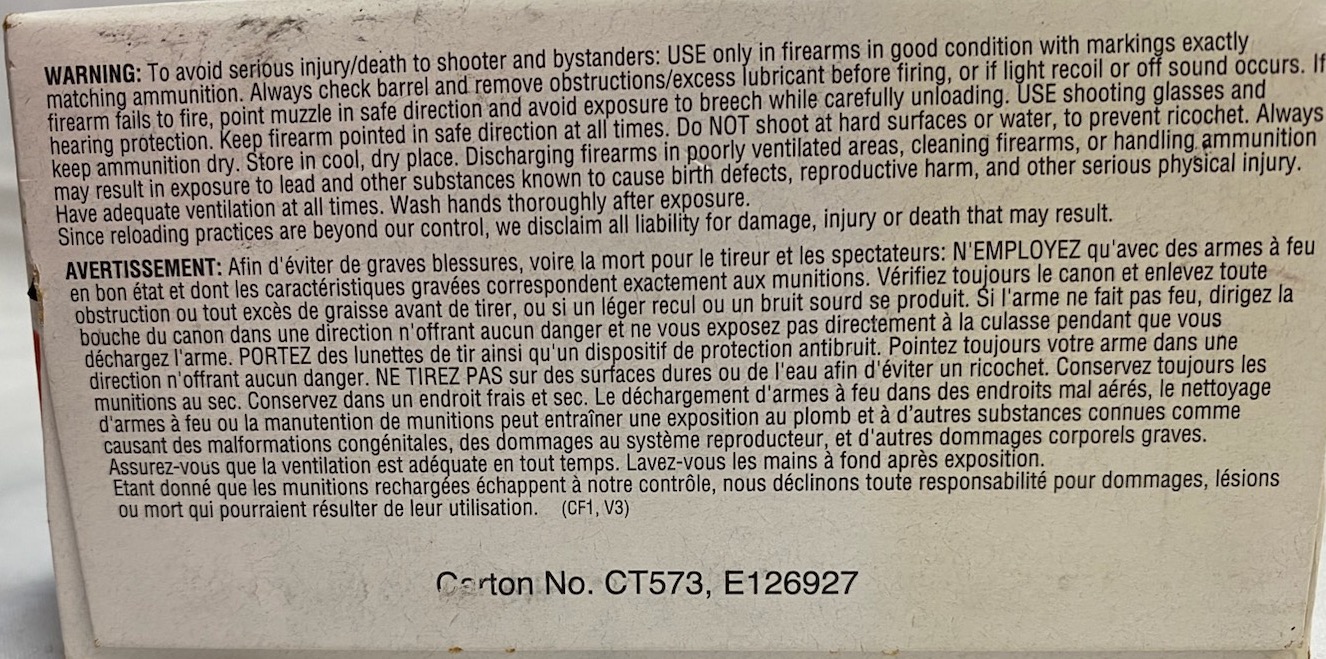 WARNING: To avoid serious injury/death to shooter and bystanders: USE only in firearms in good condition with markings exactly
matching ammunition. Always check barrel and remove obstructions/excess lubricant before firing, or if light recoil or off sound occurs. If
firearm fails to fire, point muzzle in safe direction and avoid exposure to breech while carefully unloading. USE shooting glasses and
hearing protection. Keep firearm pointed in safe direction at all times. Do NOT shoot at hard surfaces or water, to prevent ricochet. Always
keep ammunition dry. Store in cool, dry place. Discharging firearms in poorly ventilated areas, cleaning firearms, or handling ammunition
may result in exposure to lead and other substances known to cause birth defects, reproductive harm, and other serious physical injury.
Have adequate ventilation at all times. Wash hands thoroughly after exposure.
Since reloading practices are beyond our control, we disclaim all liability for damage, injury or death that may result.
AVERTISSEMENT: Afin d'éviter de graves blessures, voire la mort pour le tireur et les spectateurs: N'EMPLOYEZ qu'avec des armes à feu
en bon état et dont les caractéristiques gravées correspondent exactement aux munitions. Vérifiez toujours le canon et enlevez toute
obstruction ou tout excès de graisse avant de tirer, ou si un léger recul ou un bruit sourd se produit. Si l'arme ne fait pas feu, dirigez la
bouche du canon dans une direction n'offrant aucun danger et ne vous exposez pas directement à la culasse pendant que vous
déchargez l'arme. PORTEZ des lunettes de tir ainsi qu'un dispositif de protection antibruit. Pointez toujours votre arme dans une
direction n'offrant aucun danger. NE TIREZ PAS sur des surfaces dures ou de l'eau afin d'éviter un ricochet. Conservez toujours les
munitions au sec. Conservez dans un endroit frais et sec. Le déchargement d'armes à feu dans des endroits mal aérés, le nettoyage
d'armes à feu ou la manutention de munitions peut entraîner une exposition au plomb et à d'autres substances connues comme
causant des malformations congénitales, des dommages au système reproducteur, et d'autres dommages corporels graves.
Assurez-vous que la ventilation est adéquate en tout temps. Lavez-vous les mains à fond après exposition.
Etant donné que les munitions rechargées échappent à notre contrôle, nous déclinons toute responsabilité pour dommages, lésions
ou mort qui pourraient résulter de leur utilisation. (CF1, V3)
Carton No. CT573, E126927